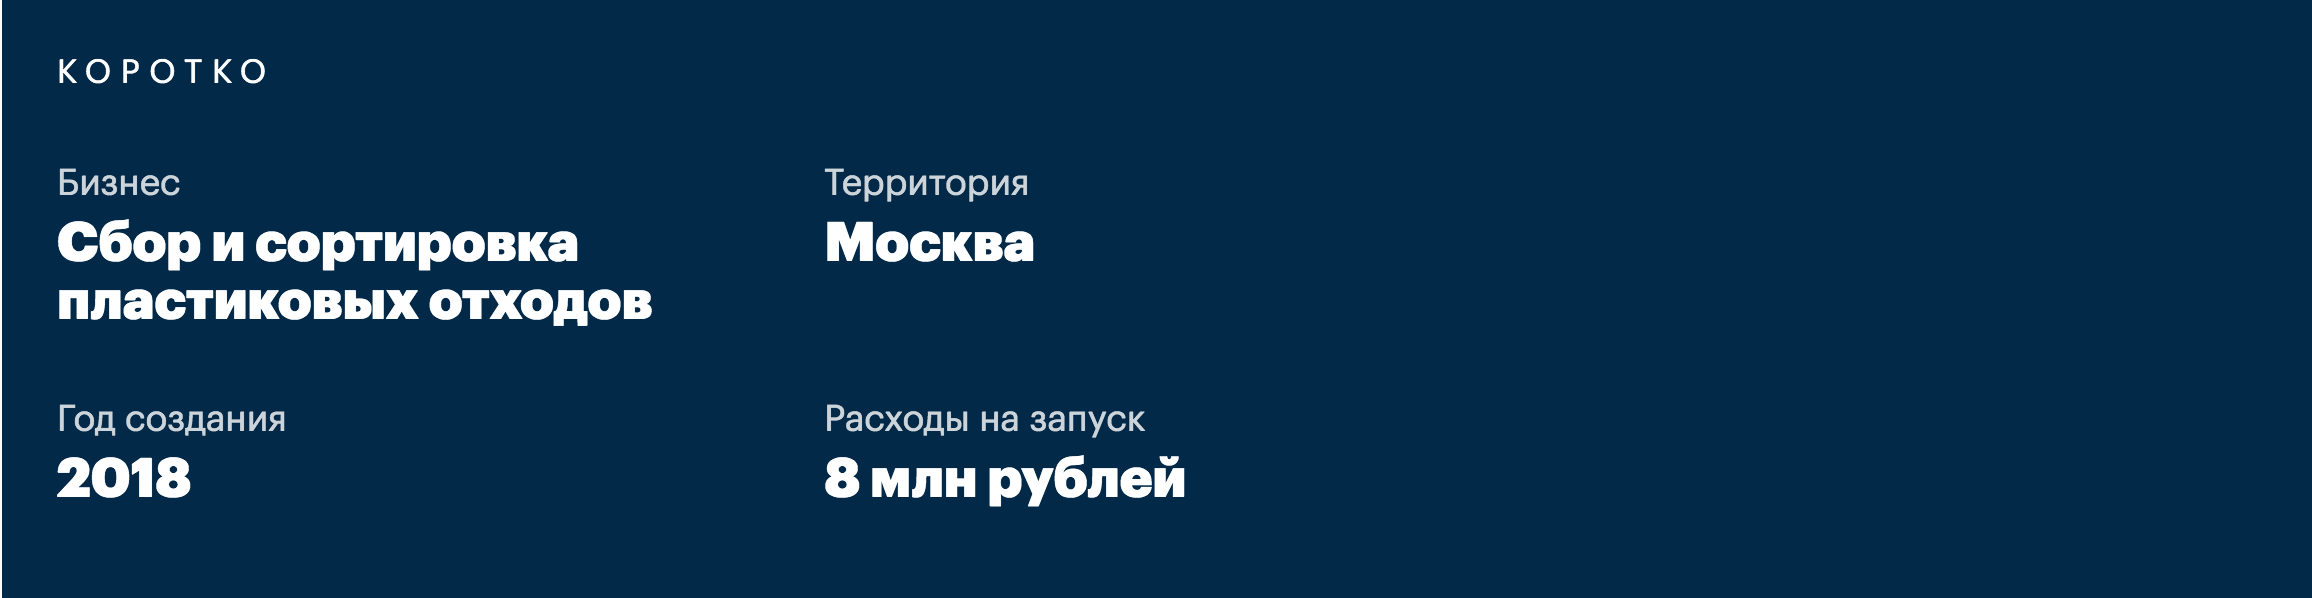 КОРОТКО
Бизнес
Сбор и сортировка
пластиковых отходов
Территория
Москва
Год создания
2018
Расходы на запуск
8 млн рублей